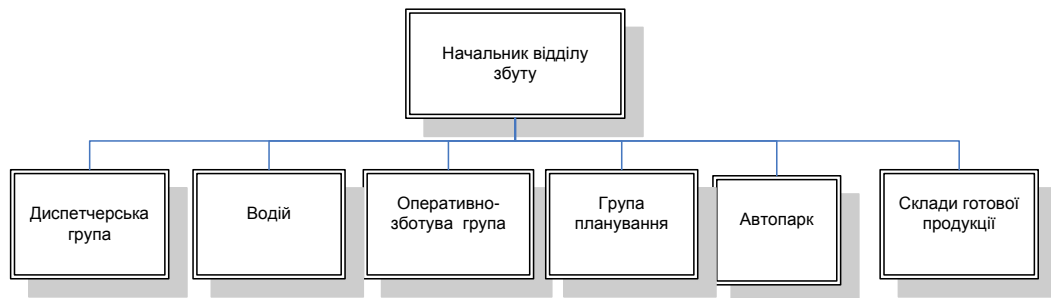 Начальник відділу
збуту
Диспетчерська
група
Водій
Оперативно-
зботува група
Група
планування
Автопарк
Склади готової
продукції